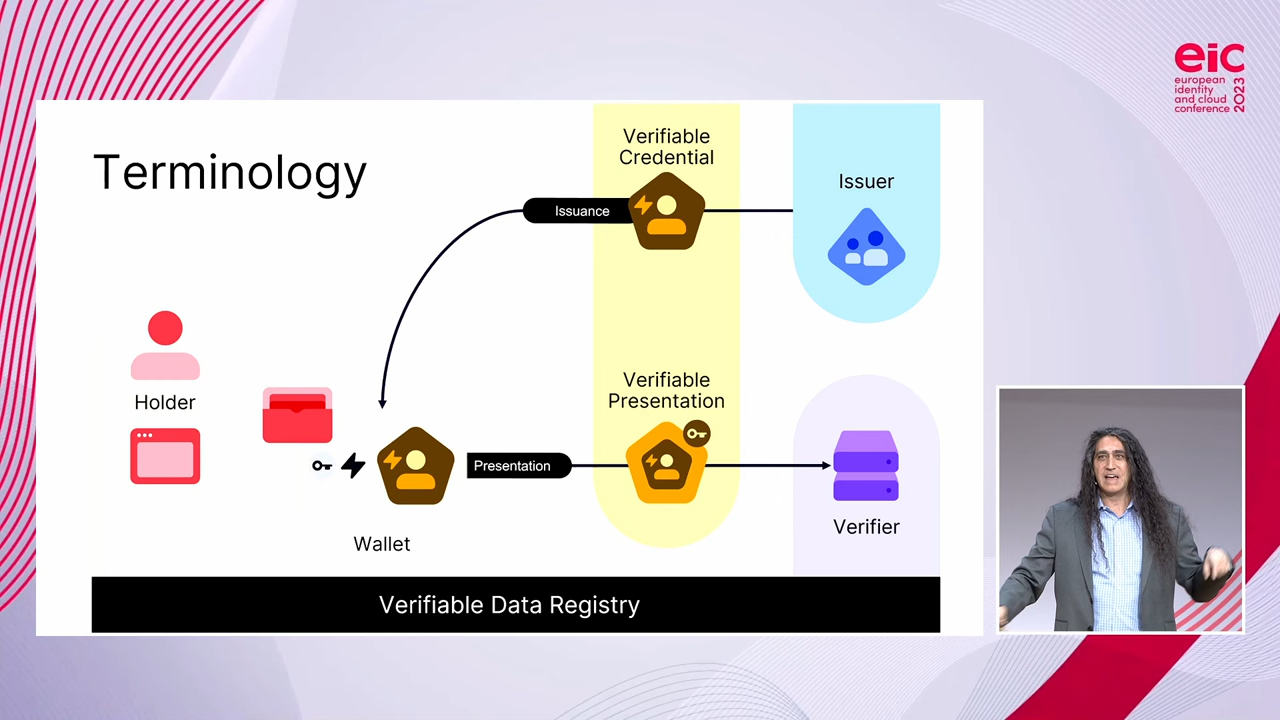 eic
european
identity
and cloud
conference
2023
Terminology
Verifiable
Credential
Issuer
Issuance
Holder
Verifiable
Presentation
Presentation
Wallet
Verifier
Verifiable Data Registry